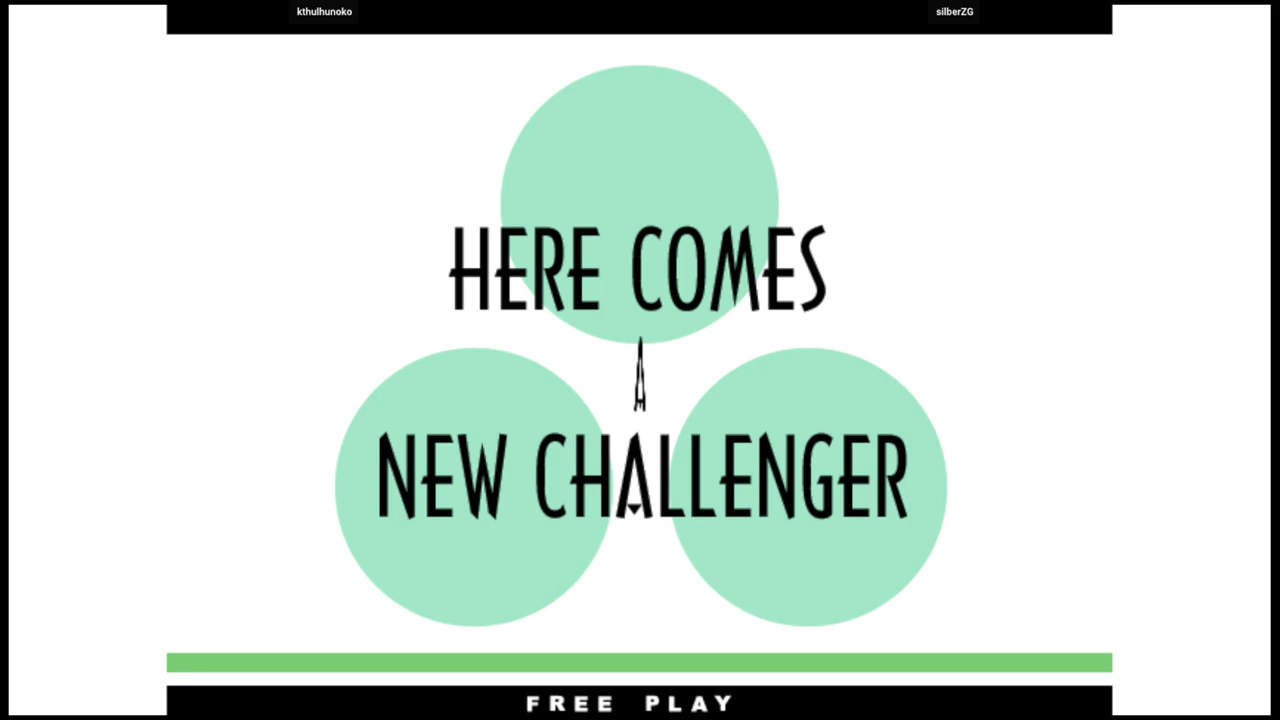 kthulhunoko silberZG
HERE COMES
A
NEW CHALLENGER
FREE PLAY